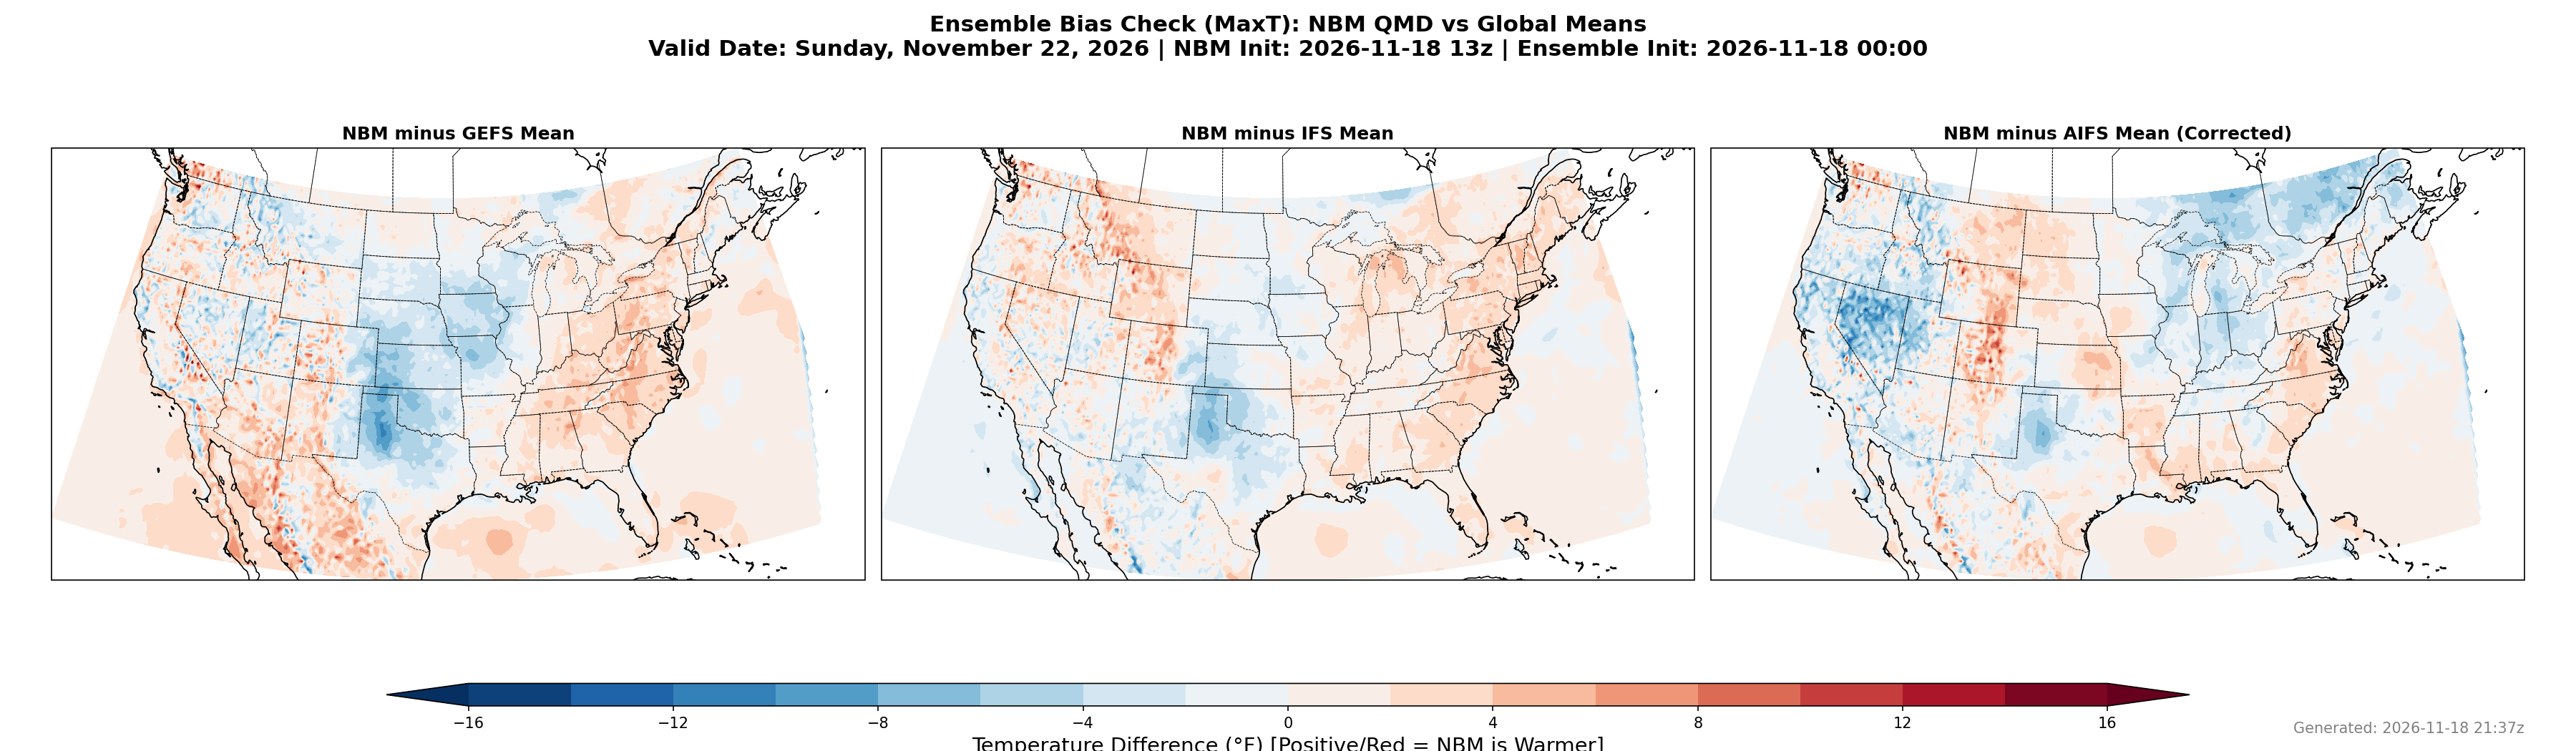 Ensemble Bias Check (MaxT): NBM QMD vs Global Means
Valid Date: Sunday, November 22, 2026 | NBM Init: 2026-11-18 13z | Ensemble Init: 2026-11-18 00:00
NBM minus GEFS Mean
NBM minus IFS Mean
NBM minus AIFS Mean (Corrected)
−16 −12 −8 −4 0 4 8 12 16
Temperature Difference (°F) [Positive/Red = NBM is Warmer]
Generated: 2026-11-18 21:37z